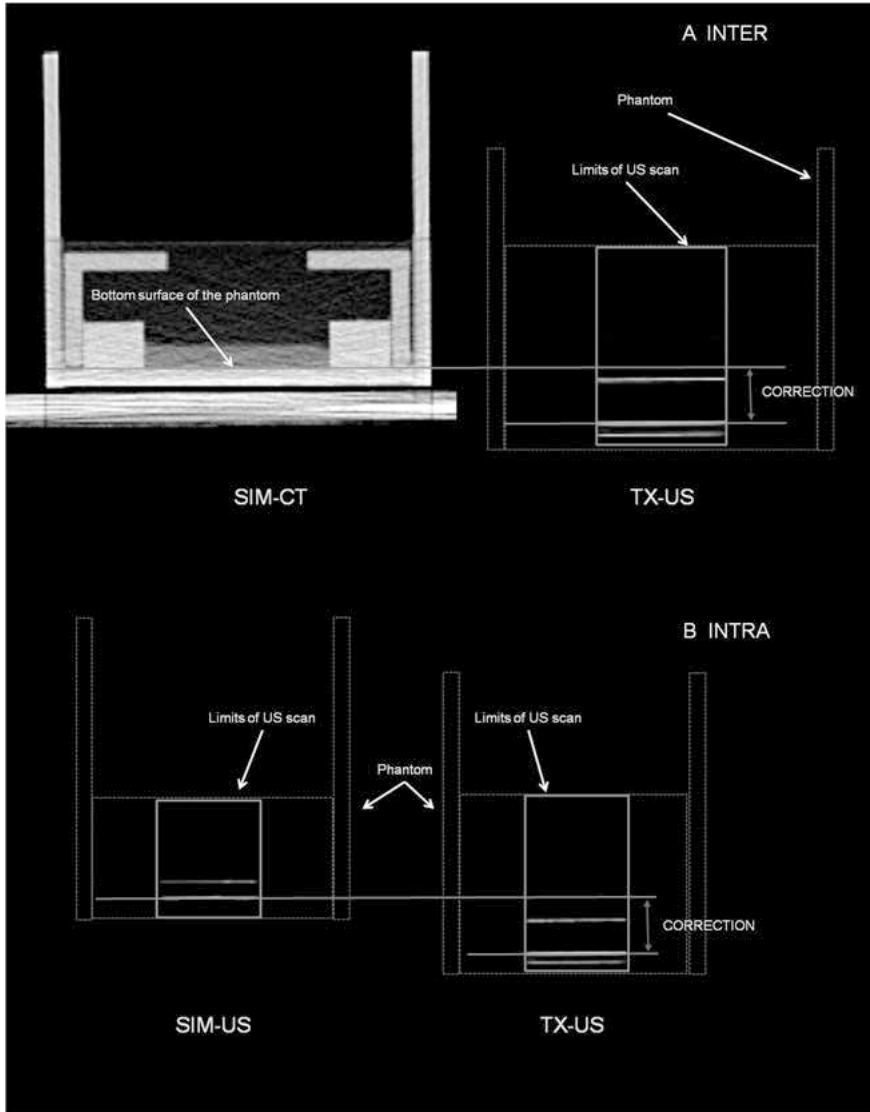 A INTER
Phantom
Limits of US scan
Bottom surface of the phantom
CORRECTION
SIM-CT
TX-US
B INTRA
Limits of US scan
Limits of US scan
Phantom
CORRECTION
SIM-US
TX-US